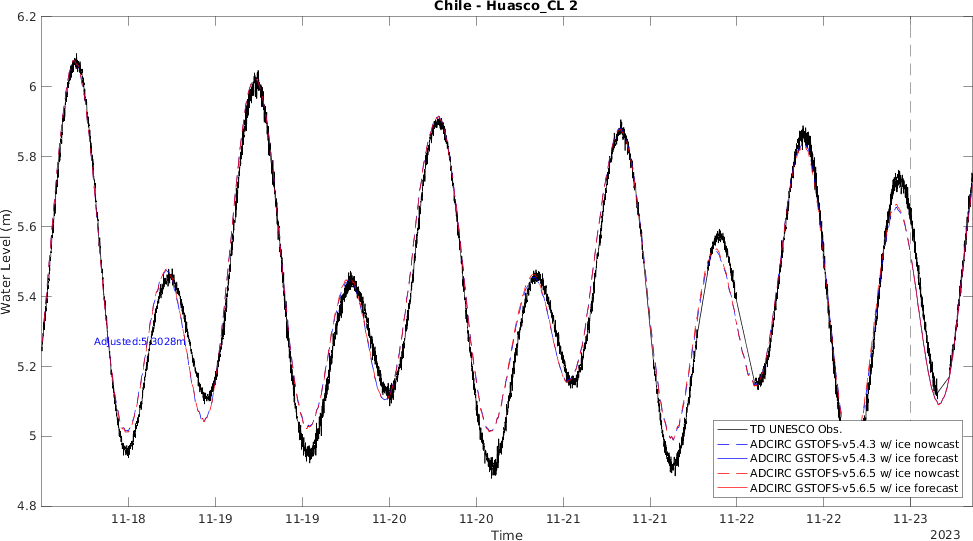 Chile - Huasco_CL 2
6.2
6
5.8
5.6
5.4
5.2
5
4.8
Water Level (m)
Adjusted:5.3028m
TD UNESCO Obs.
ADCIRC GSTOFS-v5.4.3 w/ ice nowcast
ADCIRC GSTOFS-v5.4.3 w/ ice forecast
ADCIRC GSTOFS-v5.6.5 w/ ice nowcast
ADCIRC GSTOFS-v5.6.5 w/ ice forecast
11-18 11-19 11-19 11-20 11-20 11-21 11-21 11-22 11-22 11-23
Time
2023